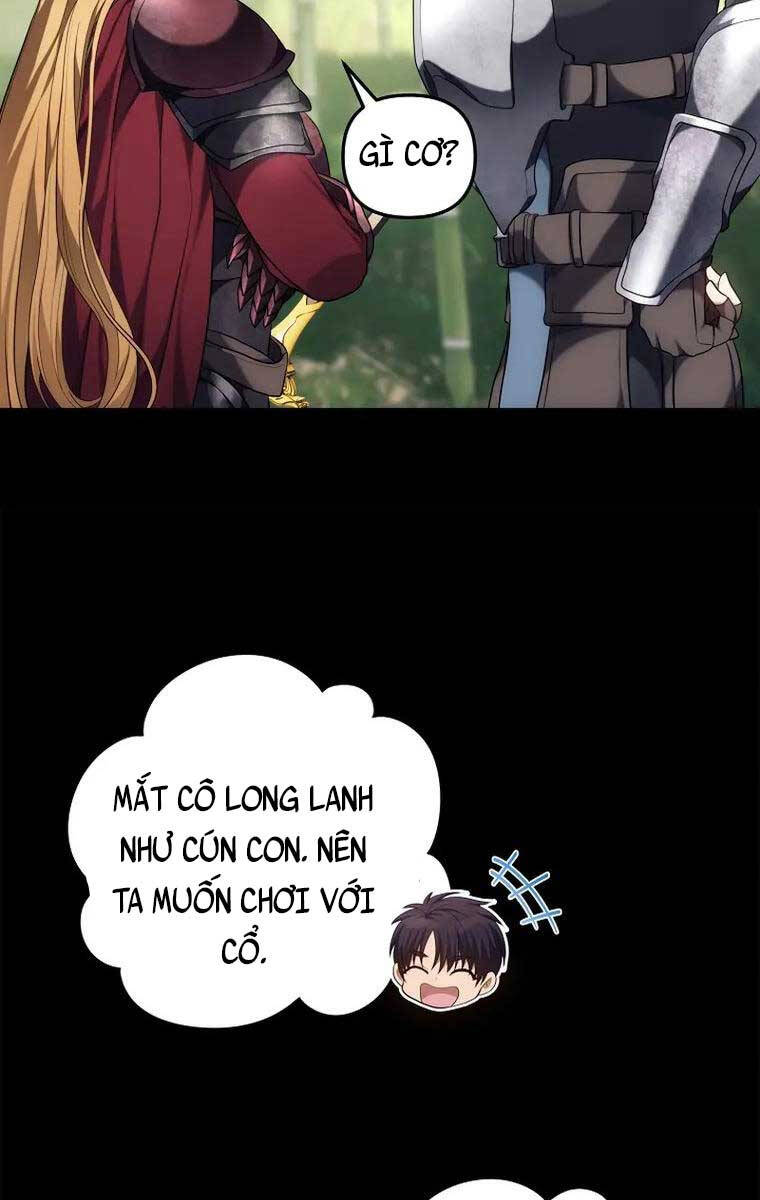 GÌ CƠ?
MẮT CÔ LONG LANH
NHƯ CÚN CON. NÊN
TA MUỐN CHƠI VỚI
CỔ.